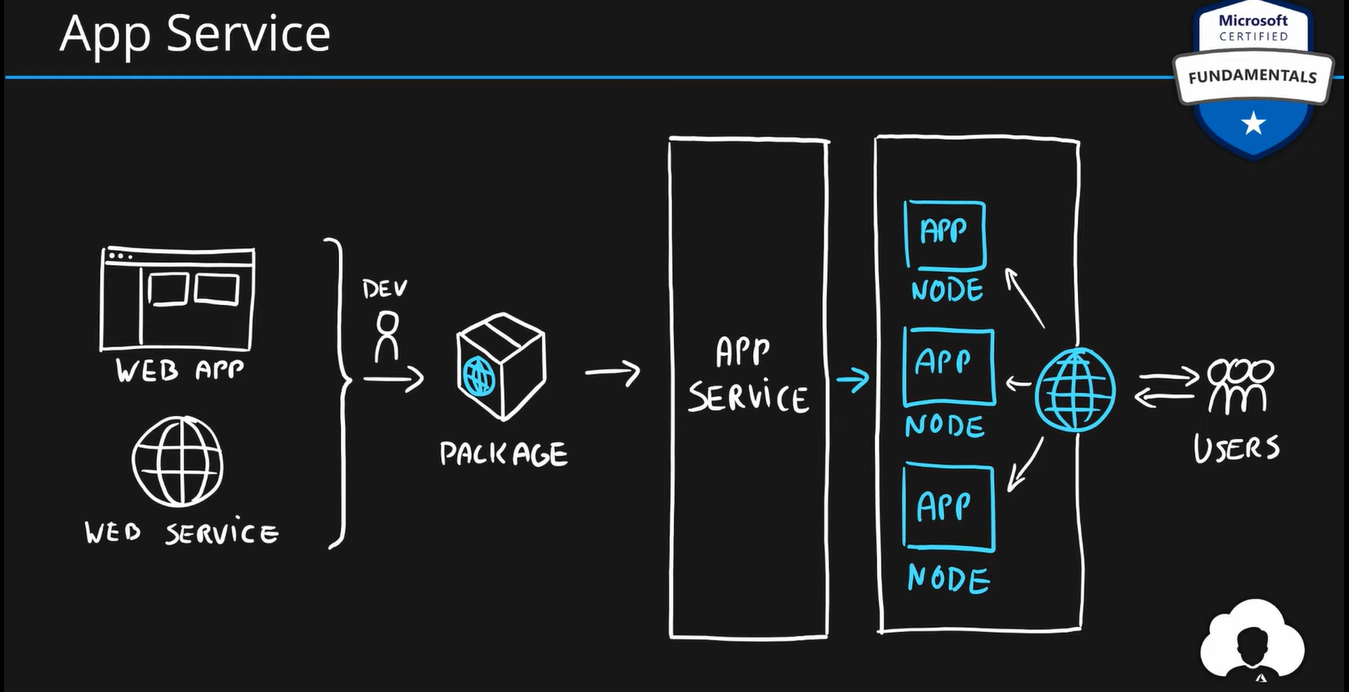 App Service
Microsoft
CERTIFIED
FUNDAMENTALS
WEB APP
WEB SERVICE
DEV
PACKAGE
APP
SERVICE
APP
NODE
APP
NODE
APP
NODE
USERS